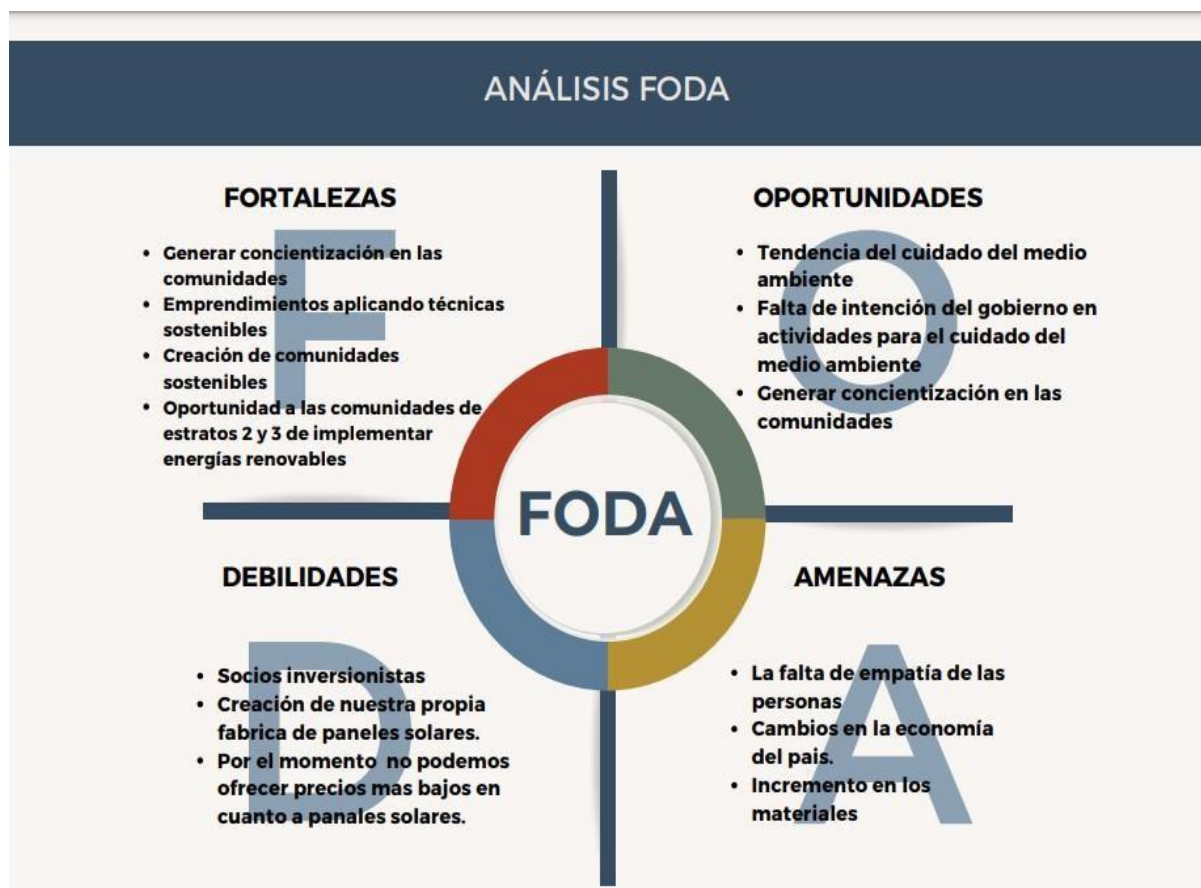 ANÁLISIS FODA
FORTALEZAS
• Generar concientización en las
comunidades
• Emprendimientos aplicando técnicas
sostenibles
• Creación de comunidades
sostenibles
• Oportunidad a las comunidades de
estratos 2 y 3 de implementar
energías renovables
F
OPORTUNIDADES
• Tendencia del cuidado del medio
ambiente
• Falta de intención del gobierno en
actividades para el cuidado del
medio ambiente
• Generar concientización en las
comunidades
O
FODA
DEBILIDADES
• Socios inversionistas
• Creación de nuestra propia
fabrica de paneles solares.
• Por el momento no podemos
ofrecer precios mas bajos en
cuanto a panales solares.
D
AMENAZAS
• La falta de empatía de las
personas
• Cambios en la economía
del pais.
• Incremento en los
materiales
A